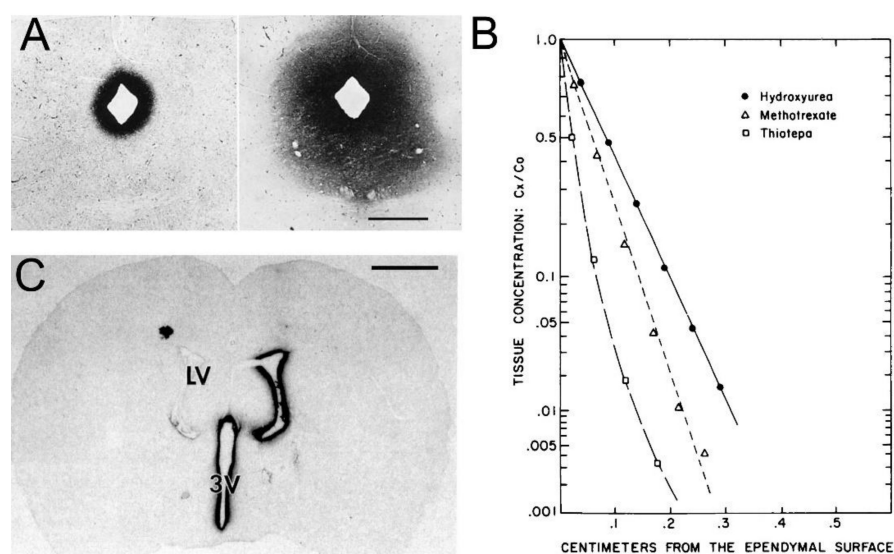 A
B
C
TISSUE CONCENTRATION: Cx/Co
1.0
0.5
0.1
0.05
.01
.005
.001
Hydroxyurea
Methotrexate
Thiotepa
.1 .2 .3 .4 .5
CENTIMETERS FROM THE EPENDYMAL SURFACE
LV
3V